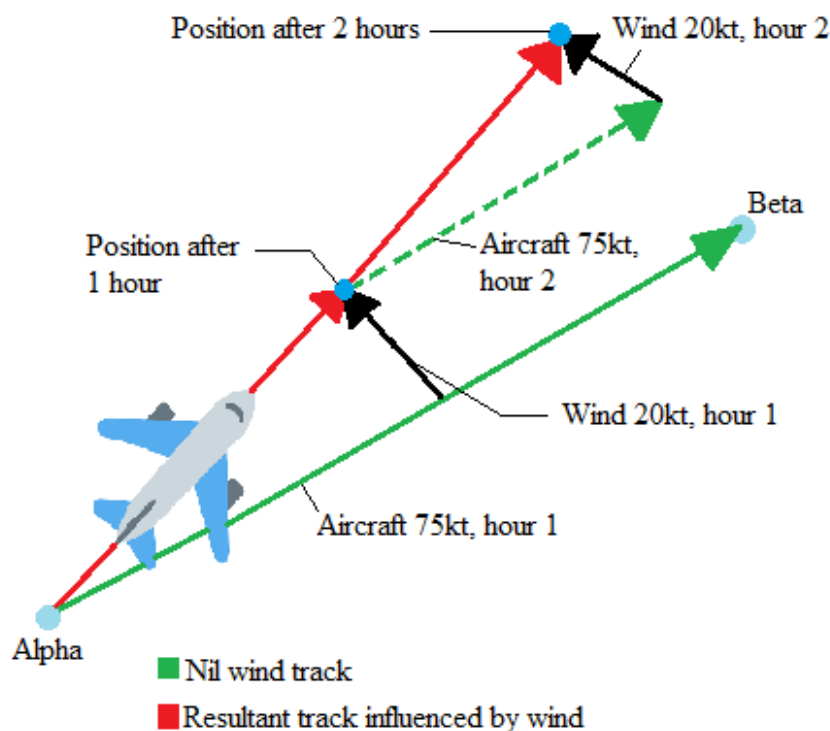 Position after 2 hours
Wind 20kt, hour 2
Beta
Position after
1 hour
Aircraft 75kt,
hour 2
Wind 20kt, hour 1
Aircraft 75kt, hour 1
Alpha
Nil wind track
Resultant track influenced by wind